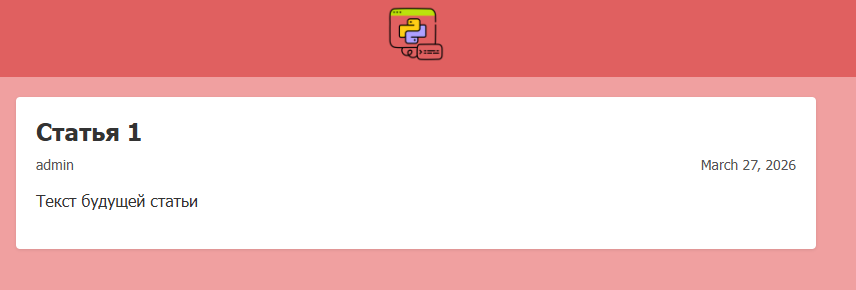 Статья 1
admin
March 27, 2026
Текст будущей статьи